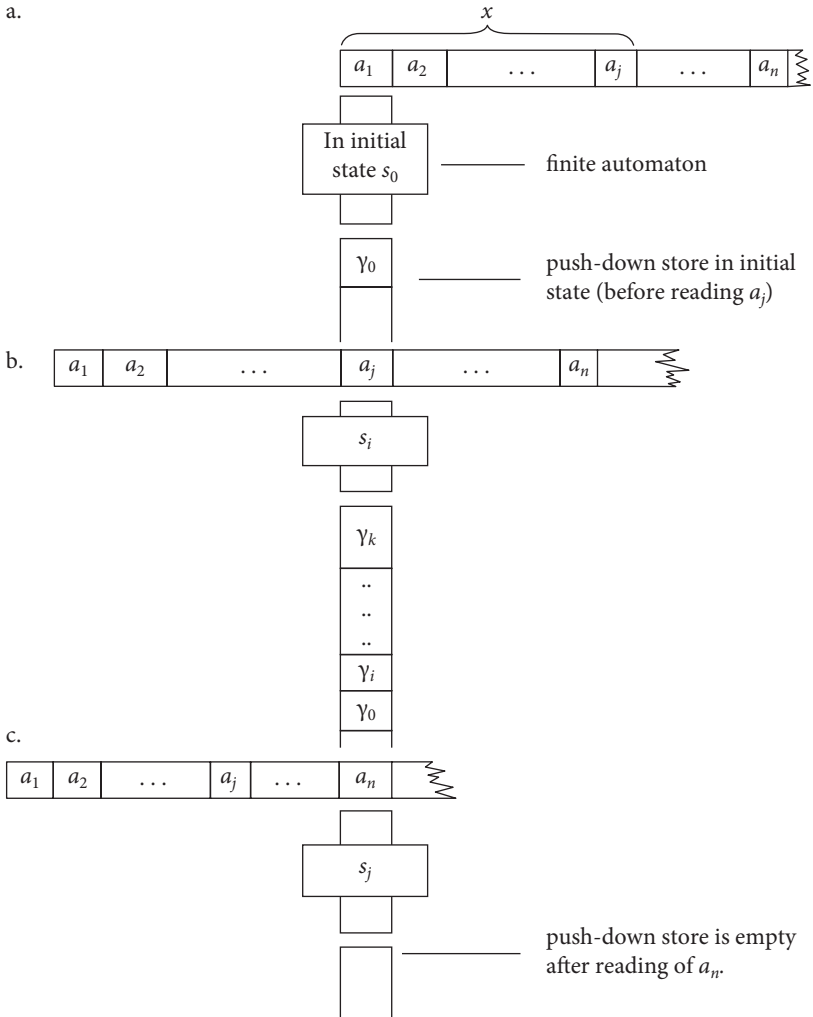 a.
x
a1 a2 ... aj ... an
In initial
state s0
finite automaton
γ0
push-down store in initial
state (before reading aj)
b.
a1 a2 ... aj ... an
si
γk
..
..
..
γi
γ0
c.
a1 a2 ... aj ... an
sj
push-down store is empty
after reading of an.